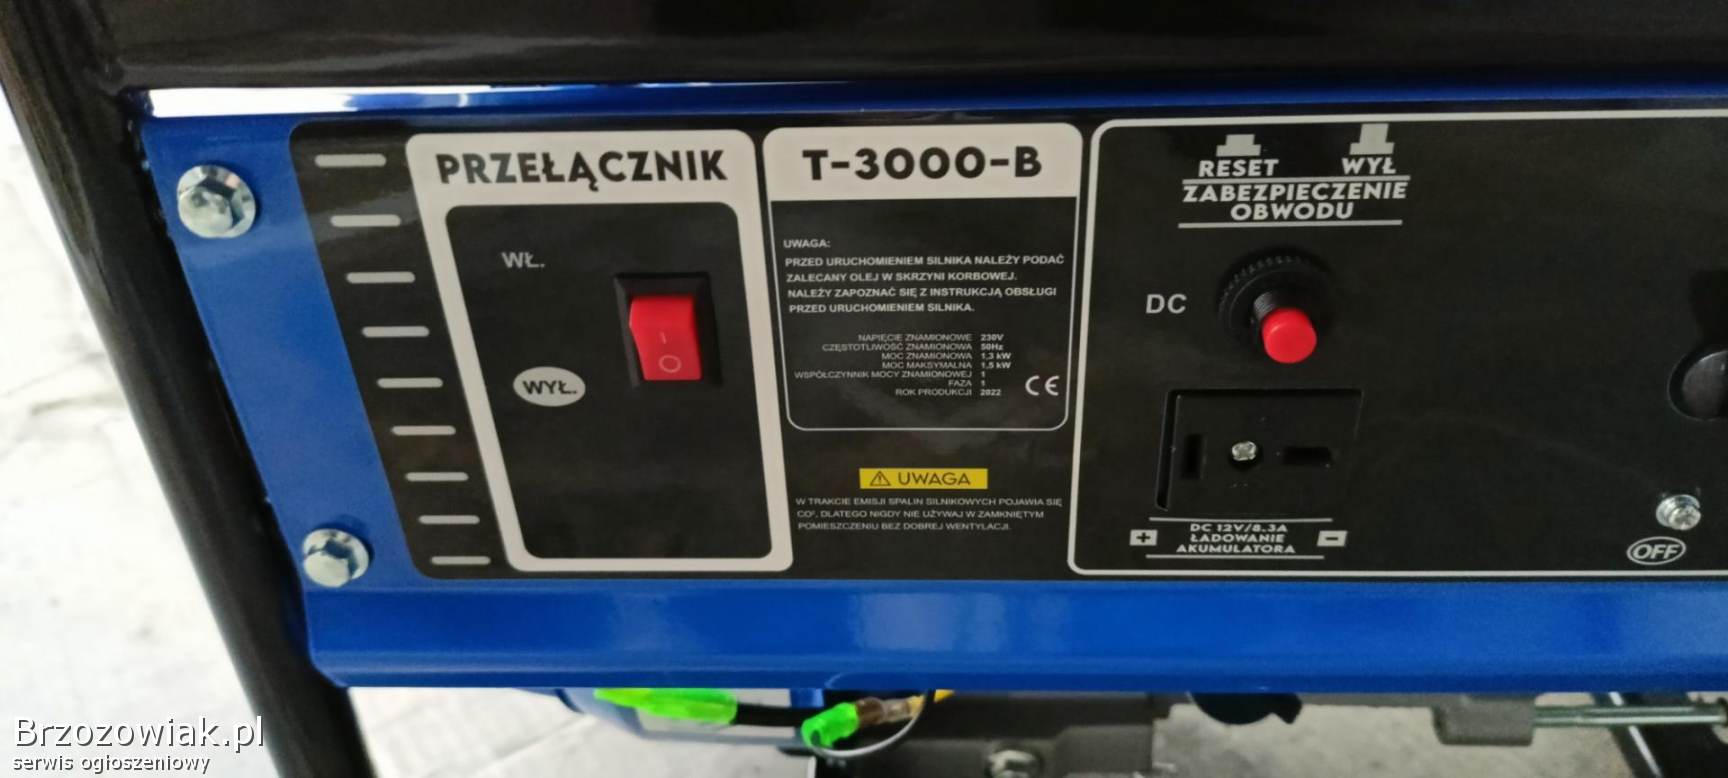 PRZEŁĄCZNIK
WŁ.
WYŁ.
T-3000-B
UWAGA:
PRZED URUCHOMIENIEM SILNIKA NALEŻY PODAĆ
ZALECANY OLEJ W SKRZYNI KORBOWEJ.
NALEŻY ZAPOZNAĆ SIĘ Z INSTRUKCJĄ OBSŁUGI
PRZED URUCHOMIENIEM SILNIKA.
NAPIĘCIE ZNAMIONOWE 230V
CZĘSTOTLIWOŚĆ ZNAMIONOWA 50Hz
MOC ZNAMIONOWA 1,3 kW
MOC MAKSYMALNA 1,5 kW
WSPÓŁCZYNNIK MOCY ZNAMIONOWEJ 1
FAZA 1
ROK PRODUKCJI 2022
CE
UWAGA
W TRAKCIE EMISJI SPALIN SILNIKOWYCH POJAWIA SIĘ
CO², DLATEGO NIGDY NIE UŻYWAJ W ZAMKNIĘTYM
POMIESZCZENIU BEZ DOBREJ WENTYLACJI.
RESET WYŁ
ZABEZPIECZENIE
OBWODU
DC
DC 12V/8.3A
ŁADOWANIE
AKUMULATORA
+ −
OFF
Brzozowiak.pl
serwis ogłoszeniowy